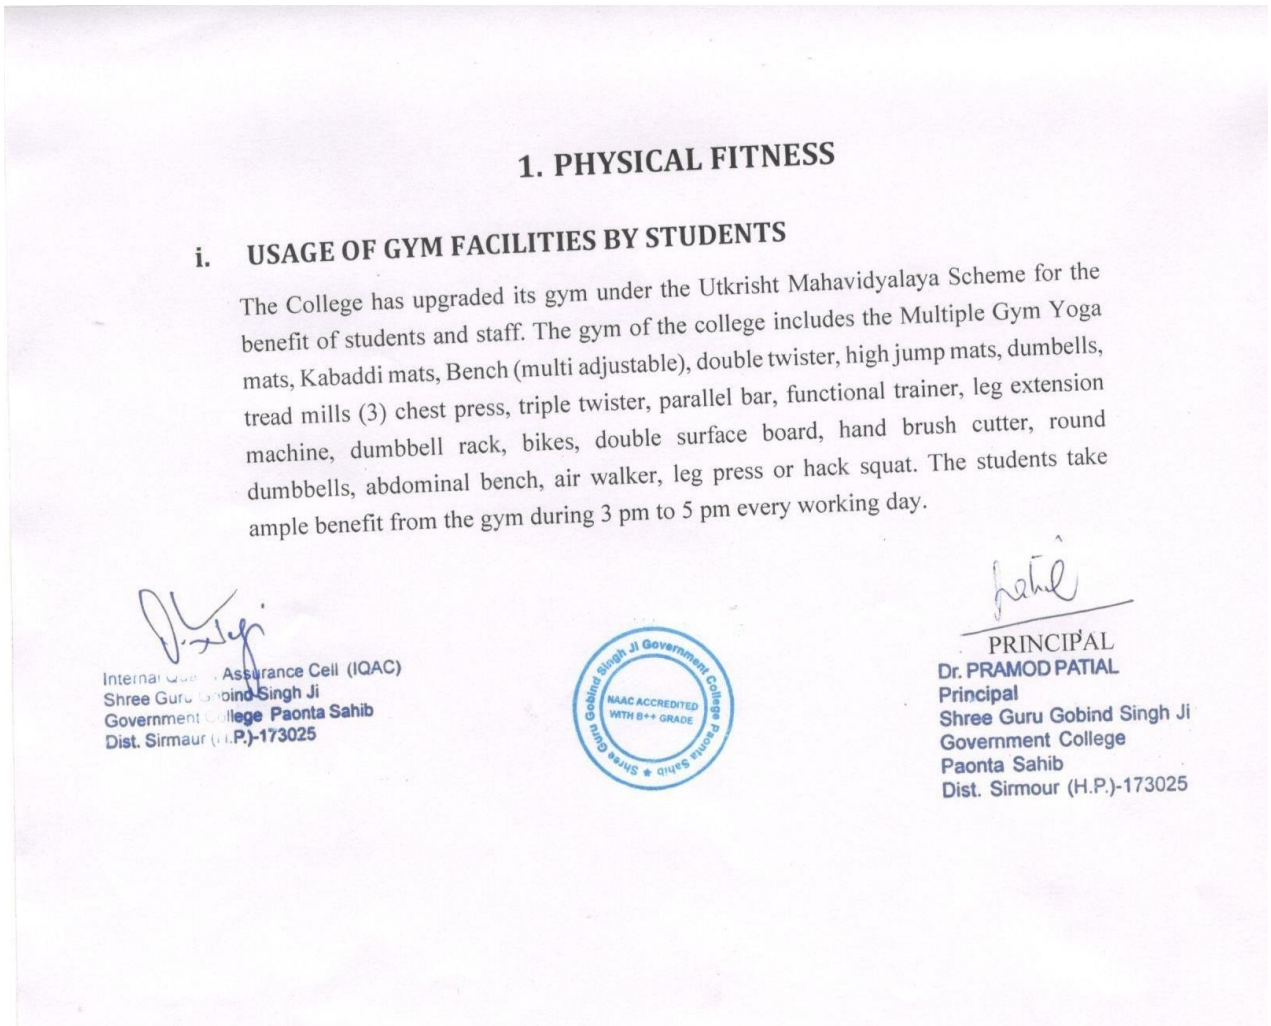 1. PHYSICAL FITNESS
i. USAGE OF GYM FACILITIES BY STUDENTS
The College has upgraded its gym under the Utkrisht Mahavidyalaya Scheme for the
benefit of students and staff. The gym of the college includes the Multiple Gym Yoga
mats, Kabaddi mats, Bench (multi adjustable), double twister, high jump mats, dumbells,
tread mills (3) chest press, triple twister, parallel bar, functional trainer, leg extension
machine, dumbbell rack, bikes, double surface board, hand brush cutter, round
dumbbells, abdominal bench, air walker, leg press or hack squat. The students take
ample benefit from the gym during 3 pm to 5 pm every working day.
Internal Assurance Cell (IQAC)
Shree Guru Gobind Singh Ji
Government College Paonta Sahib
Dist. Sirmaur (H.P.)-173025
Shree Guru Gobind Singh Ji Government College Paonta Sahib
NAAC ACCREDITED
WITH B++ GRADE
PRINCIPAL
Dr. PRAMOD PATIAL
Principal
Shree Guru Gobind Singh Ji
Government College
Paonta Sahib
Dist. Sirmour (H.P.)-173025